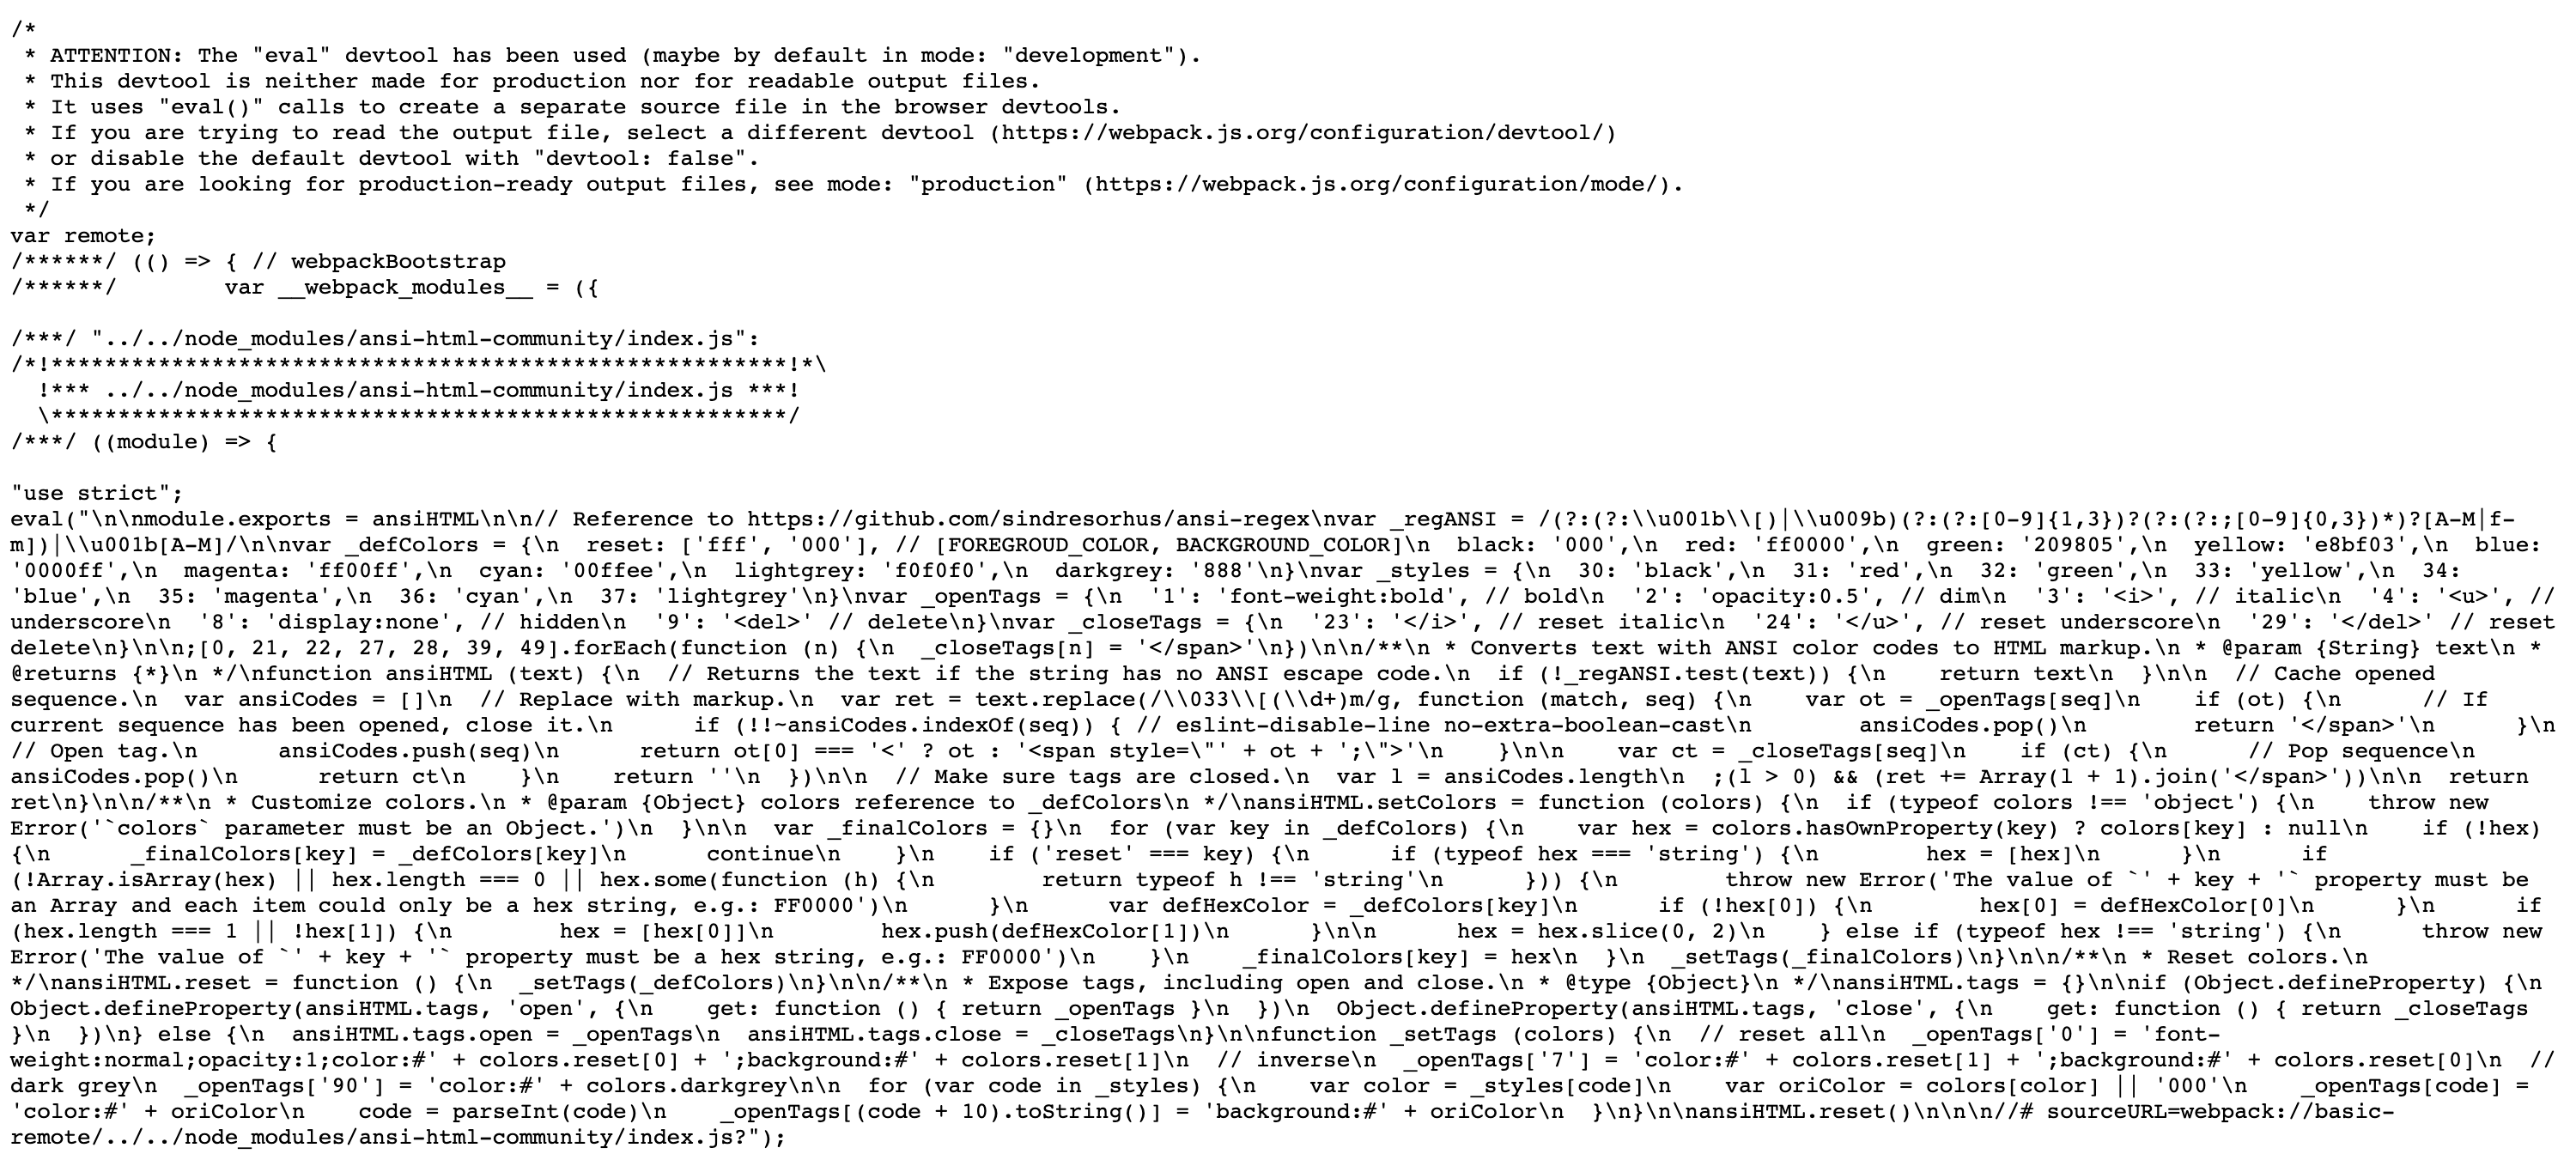 /*
 * ATTENTION: The "eval" devtool has been used (maybe by default in mode: "development").
 * This devtool is neither made for production nor for readable output files.
 * It uses "eval()" calls to create a separate source file in the browser devtools.
 * If you are trying to read the output file, select a different devtool (https://webpack.js.org/configuration/devtool/)
 * or disable the default devtool with "devtool: false".
 * If you are looking for production-ready output files, see mode: "production" (https://webpack.js.org/configuration/mode/).
 */
var remote;
/******/ (() => { // webpackBootstrap
/******/ 	var __webpack_modules__ = ({

/***/ "../../node_modules/ansi-html-community/index.js":
/*!*******************************************************!*\
  !*** ../../node_modules/ansi-html-community/index.js ***!
  \*******************************************************/
/***/ ((module) => {

"use strict";
eval("\n\nmodule.exports = ansiHTML\n\n// Reference to https://github.com/sindresorhus/ansi-regex\nvar _regANSI = /(?:(?:\\u001b\\[)|\\u009b)(?:(?:[0-9]{1,3})?(?:(?:;[0-9]{0,3})*)?[A-M|f-
m])|\\u001b[A-M]/\n\nvar _defColors = {\n  reset: ['fff', '000'], // [FOREGROUD_COLOR, BACKGROUND_COLOR]\n  black: '000',\n  red: 'ff0000',\n  green: '209805',\n  yellow: 'e8bf03',\n  blue:
'0000ff',\n  magenta: 'ff00ff',\n  cyan: '00ffee',\n  lightgrey: 'f0f0f0',\n  darkgrey: '888'\n}\nvar _styles = {\n  30: 'black',\n  31: 'red',\n  32: 'green',\n  33: 'yellow',\n  34:
'blue',\n  35: 'magenta',\n  36: 'cyan',\n  37: 'lightgrey'\n}\nvar _openTags = {\n  '1': 'font-weight:bold', // bold\n  '2': 'opacity:0.5', // dim\n  '3': '<i>', // italic\n  '4': '<u>', //
underscore\n  '8': 'display:none', // hidden\n  '9': '<del>' // delete\n}\nvar _closeTags = {\n  '23': '</i>', // reset italic\n  '24': '</u>', // reset underscore\n  '29': '</del>' // reset
delete\n}\n\n;[0, 21, 22, 27, 28, 39, 49].forEach(function (n) {\n  _closeTags[n] = '</span>'\n})\n\n/**\n * Converts text with ANSI color codes to HTML markup.\n * @param {String} text\n *
@returns {*}\n */\nfunction ansiHTML (text) {\n  // Returns the text if the string has no ANSI escape code.\n  if (!_regANSI.test(text)) {\n    return text\n  }\n\n  // Cache opened
sequence.\n  var ansiCodes = []\n  // Replace with markup.\n  var ret = text.replace(/\\033\\[(\\d+)m/g, function (match, seq) {\n    var ot = _openTags[seq]\n    if (ot) {\n      // If
current sequence has been opened, close it.\n      if (!!~ansiCodes.indexOf(seq)) { // eslint-disable-line no-extra-boolean-cast\n        ansiCodes.pop()\n        return '</span>'\n      }\n
// Open tag.\n      ansiCodes.push(seq)\n      return ot[0] === '<' ? ot : '<span style=\"' + ot + ';\">'\n    }\n\n    var ct = _closeTags[seq]\n    if (ct) {\n      // Pop sequence\n
ansiCodes.pop()\n      return ct\n    }\n    return ''\n  })\n\n  // Make sure tags are closed.\n  var l = ansiCodes.length\n  ;(l > 0) && (ret += Array(l + 1).join('</span>'))\n\n  return
ret\n}\n\n/**\n * Customize colors.\n * @param {Object} colors reference to _defColors\n */\nansiHTML.setColors = function (colors) {\n  if (typeof colors !== 'object') {\n    throw new
Error('`colors` parameter must be an Object.')\n  }\n\n  var _finalColors = {}\n  for (var key in _defColors) {\n    var hex = colors.hasOwnProperty(key) ? colors[key] : null\n    if (!hex)
{\n      _finalColors[key] = _defColors[key]\n      continue\n    }\n    if ('reset' === key) {\n      if (typeof hex === 'string') {\n        hex = [hex]\n      }\n      if
(!Array.isArray(hex) || hex.length === 0 || hex.some(function (h) {\n        return typeof h !== 'string'\n      })) {\n        throw new Error('The value of `' + key + '` property must be
an Array and each item could only be a hex string, e.g.: FF0000')\n      }\n      var defHexColor = _defColors[key]\n      if (!hex[0]) {\n        hex[0] = defHexColor[0]\n      }\n      if
(hex.length === 1 || !hex[1]) {\n        hex = [hex[0]]\n        hex.push(defHexColor[1])\n      }\n\n      hex = hex.slice(0, 2)\n    } else if (typeof hex !== 'string') {\n      throw new
Error('The value of `' + key + '` property must be a hex string, e.g.: FF0000')\n    }\n    _finalColors[key] = hex\n  }\n  _setTags(_finalColors)\n}\n\n/**\n * Reset colors.\n
*/\nansiHTML.reset = function () {\n  _setTags(_defColors)\n}\n\n/**\n * Expose tags, including open and close.\n * @type {Object}\n */\nansiHTML.tags = {}\n\nif (Object.defineProperty) {\n
Object.defineProperty(ansiHTML.tags, 'open', {\n    get: function () { return _openTags }\n  })\n  Object.defineProperty(ansiHTML.tags, 'close', {\n    get: function () { return _closeTags
}\n  })\n} else {\n  ansiHTML.tags.open = _openTags\n  ansiHTML.tags.close = _closeTags\n}\n\nfunction _setTags (colors) {\n  // reset all\n  _openTags['0'] = 'font-
weight:normal;opacity:1;color:#' + colors.reset[0] + ';background:#' + colors.reset[1]\n  // inverse\n  _openTags['7'] = 'color:#' + colors.reset[1] + ';background:#' + colors.reset[0]\n  //
dark grey\n  _openTags['90'] = 'color:#' + colors.darkgrey\n\n  for (var code in _styles) {\n    var color = _styles[code]\n    var oriColor = colors[color] || '000'\n    _openTags[code] =
'color:#' + oriColor\n    code = parseInt(code)\n    _openTags[(code + 10).toString()] = 'background:#' + oriColor\n  }\n}\n\nansiHTML.reset()\n\n\n//# sourceURL=webpack://basic-
remote/../../node_modules/ansi-html-community/index.js?");